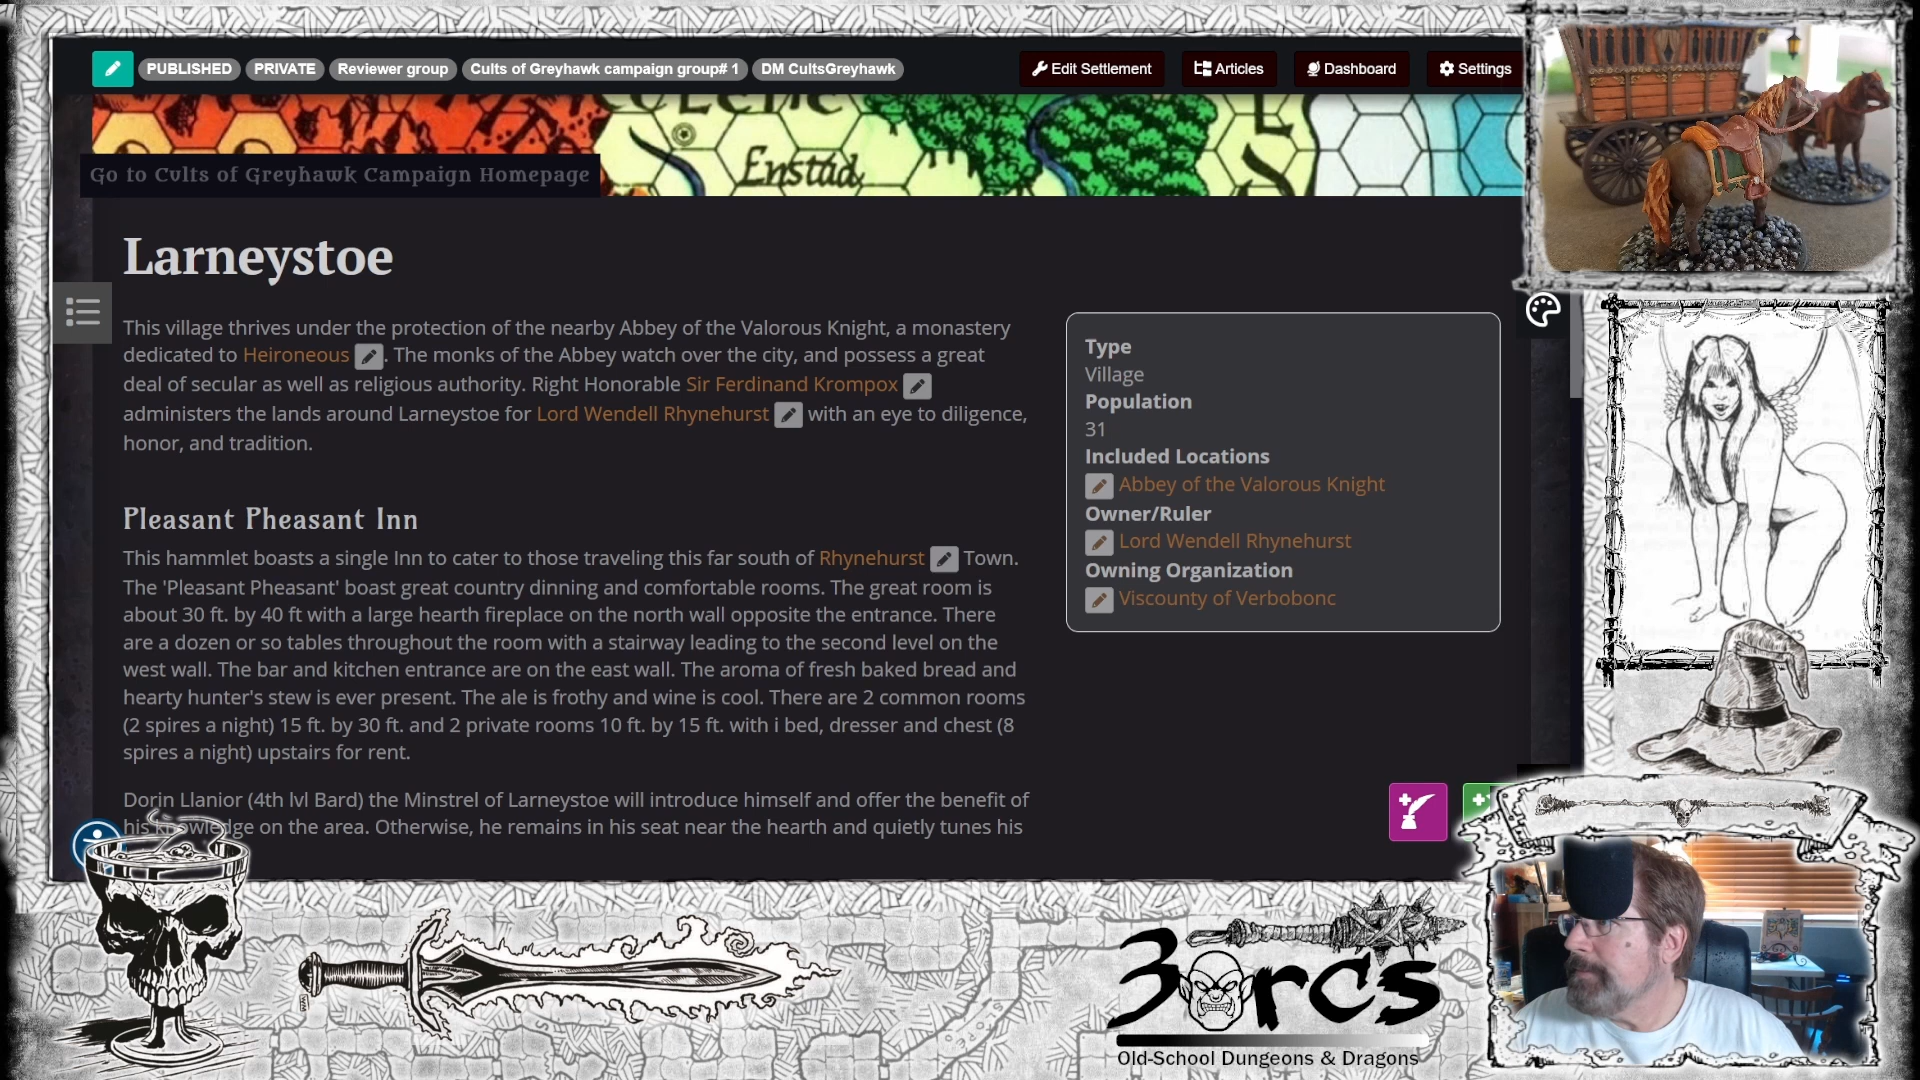 PUBLISHED PRIVATE Reviewer group Cults of Greyhawk campaign group# 1 DM CultsGreyhawk
Edit Settlement Articles Dashboard Settings
Enstad
Go to Cults of Greyhawk Campaign Homepage
Larneystoe
This village thrives under the protection of the nearby Abbey of the Valorous Knight, a monastery
dedicated to Heironeous . The monks of the Abbey watch over the city, and possess a great
deal of secular as well as religious authority. Right Honorable Sir Ferdinand Krompox
administers the lands around Larneystoe for Lord Wendell Rhynehurst with an eye to diligence,
honor, and tradition.
Pleasant Pheasant Inn
This hammlet boasts a single Inn to cater to those traveling this far south of Rhynehurst Town.
The 'Pleasant Pheasant' boast great country dinning and comfortable rooms. The great room is
about 30 ft. by 40 ft with a large hearth fireplace on the north wall opposite the entrance. There
are a dozen or so tables throughout the room with a stairway leading to the second level on the
west wall. The bar and kitchen entrance are on the east wall. The aroma of fresh baked bread and
hearty hunter's stew is ever present. The ale is frothy and wine is cool. There are 2 common rooms
(2 spires a night) 15 ft. by 30 ft. and 2 private rooms 10 ft. by 15 ft. with i bed, dresser and chest (8
spires a night) upstairs for rent.
Dorin Llanior (4th lvl Bard) the Minstrel of Larneystoe will introduce himself and offer the benefit of
his knowledge on the area. Otherwise, he remains in his seat near the hearth and quietly tunes his
Type
Village
Population
31
Included Locations
Abbey of the Valorous Knight
Owner/Ruler
Lord Wendell Rhynehurst
Owning Organization
Viscounty of Verbobonc
3 orcs
Old-School Dungeons & Dragons